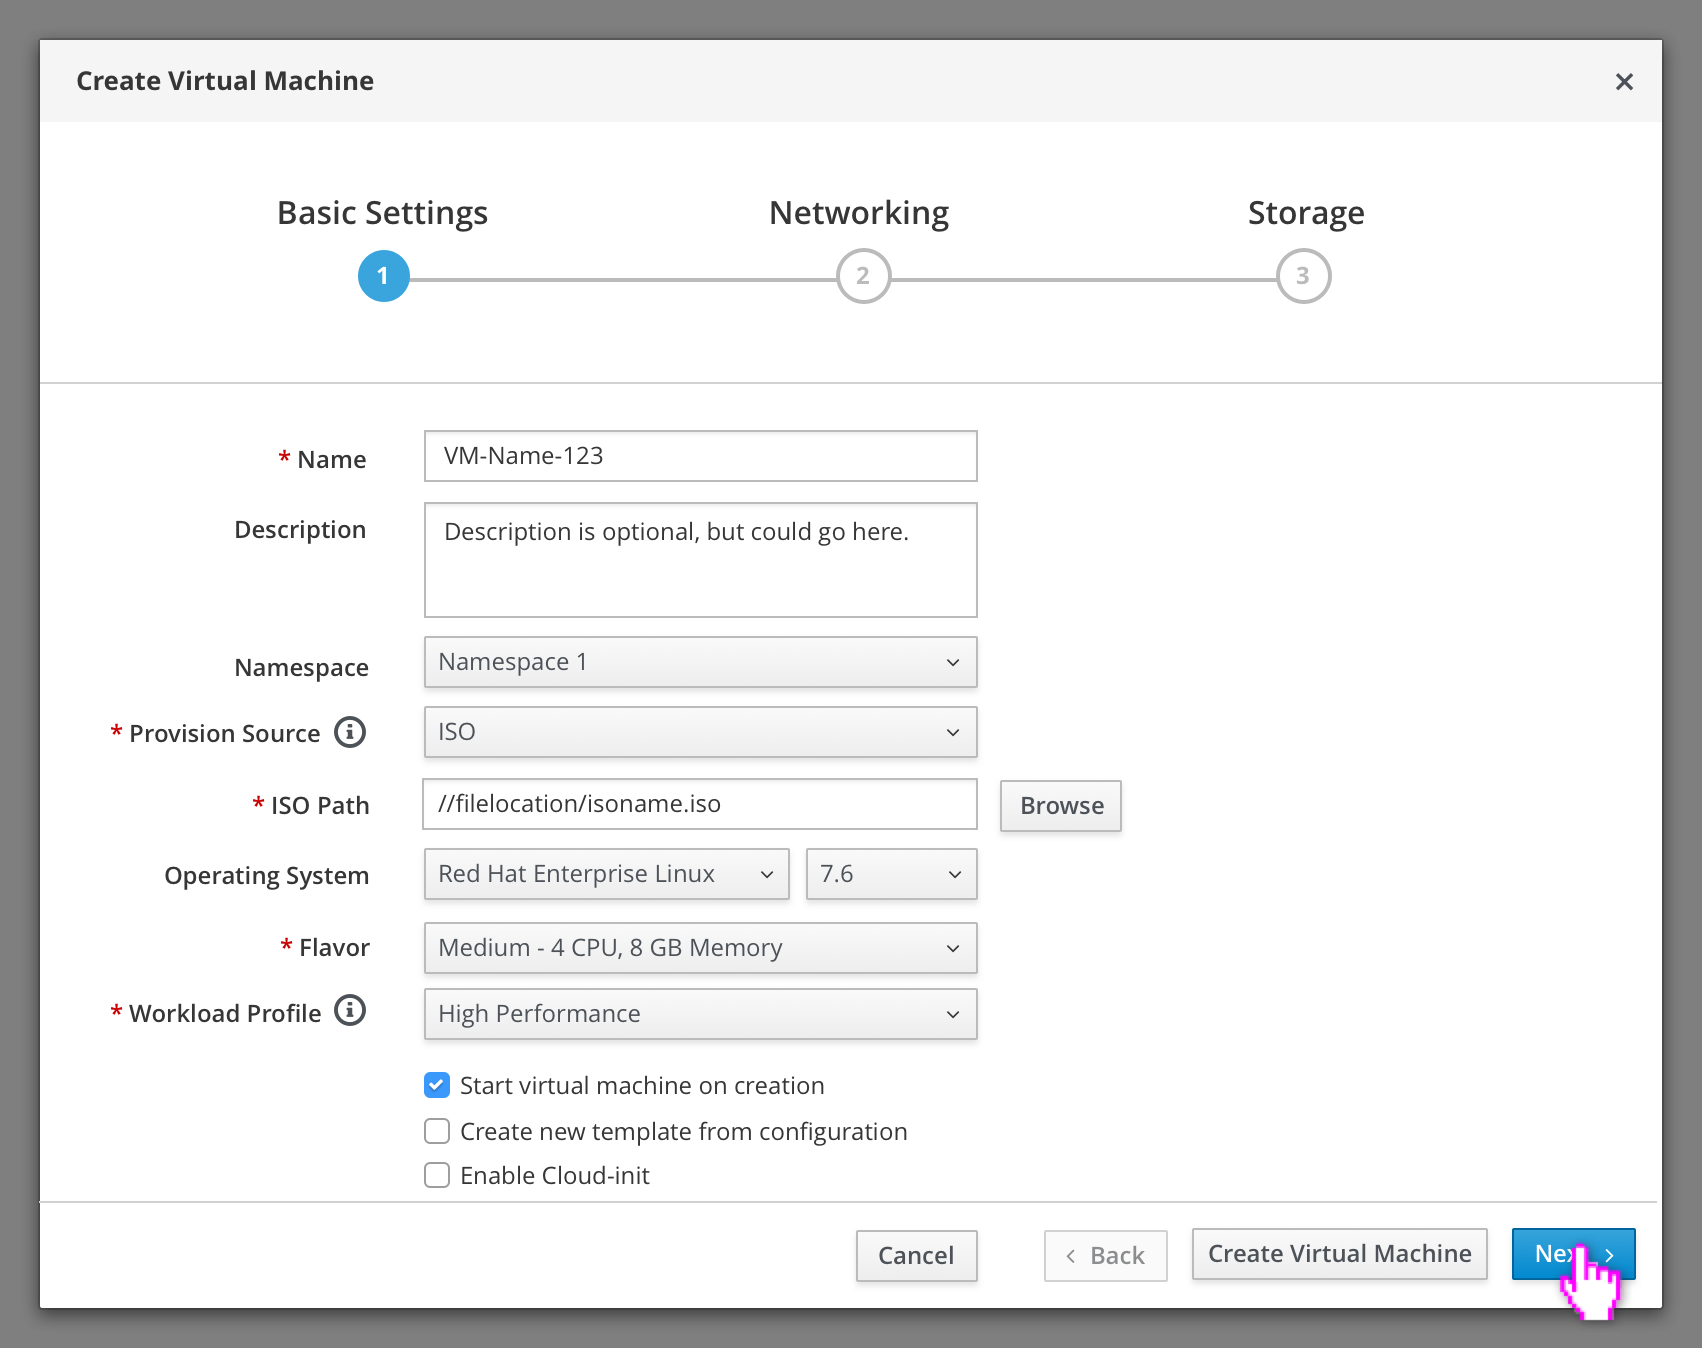 Create Virtual Machine
Basic Settings
Networking
Storage
1
2
3
* Name
VM-Name-123
Description
Description is optional, but could go here.
Namespace
Namespace 1
* Provision Source
ISO
* ISO Path
//filelocation/isoname.iso
Browse
Operating System
Red Hat Enterprise Linux
7.6
* Flavor
Medium - 4 CPU, 8 GB Memory
* Workload Profile
High Performance
Start virtual machine on creation
Create new template from configuration
Enable Cloud-init
Cancel
Back
Create Virtual Machine